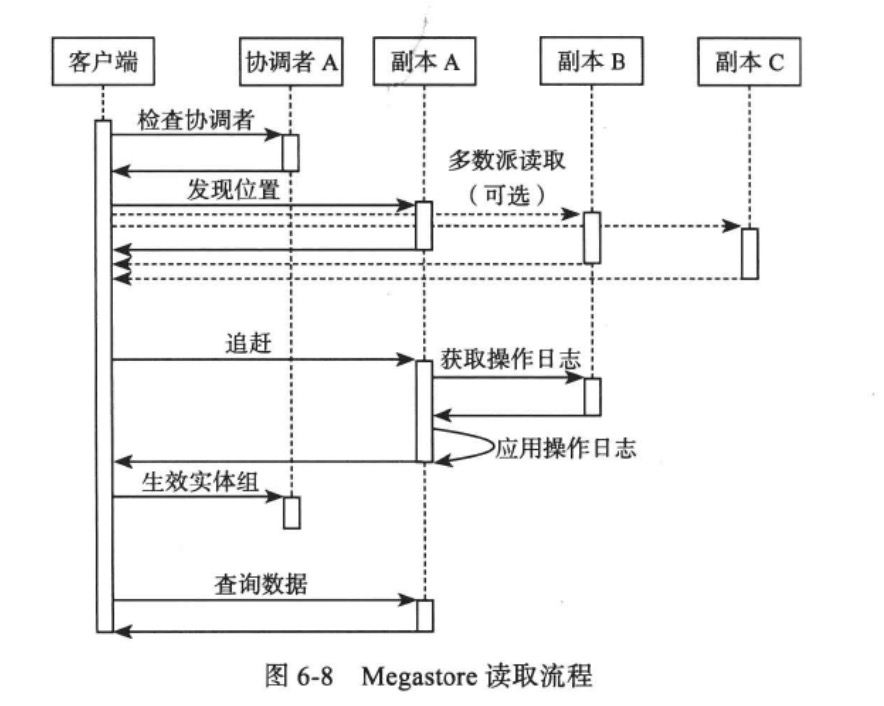 客户端
协调者 A
副本 A
副本 B
副本 C
检查协调者
多数派读取
（可选）
发现位置
追赶
获取操作日志
应用操作日志
生效实体组
查询数据
图 6-8 Megastore 读取流程